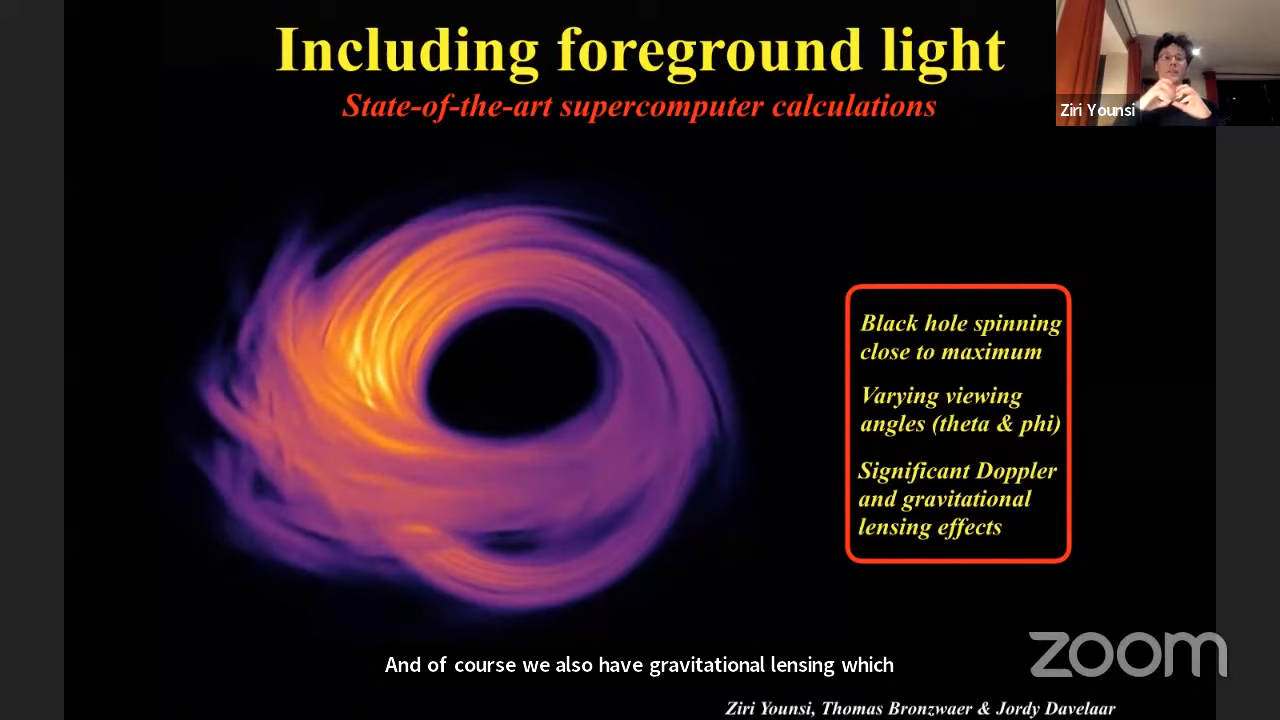 Including foreground light
State-of-the-art supercomputer calculations
Ziri Younsi
Black hole spinning
close to maximum
Varying viewing
angles (theta & phi)
Significant Doppler
and gravitational
lensing effects
And of course we also have gravitational lensing which
zoom
Ziri Younsi, Thomas Bronzwaer & Jordy Davelaar